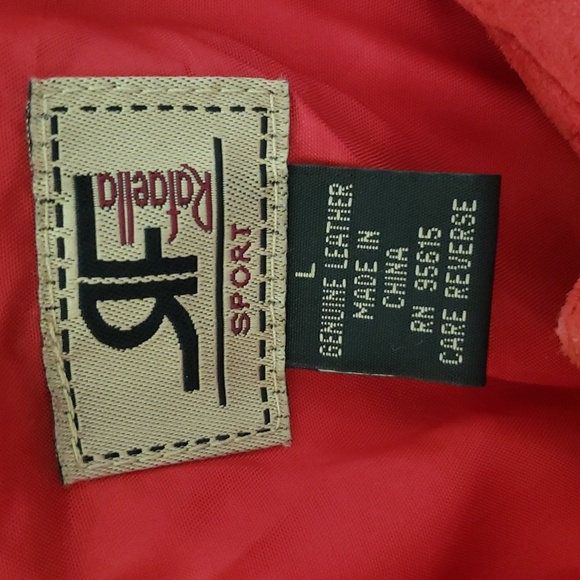 Rafaella
SPORT
L
GENUINE LEATHER
MADE IN
CHINA
RN 95615
CARE REVERSE